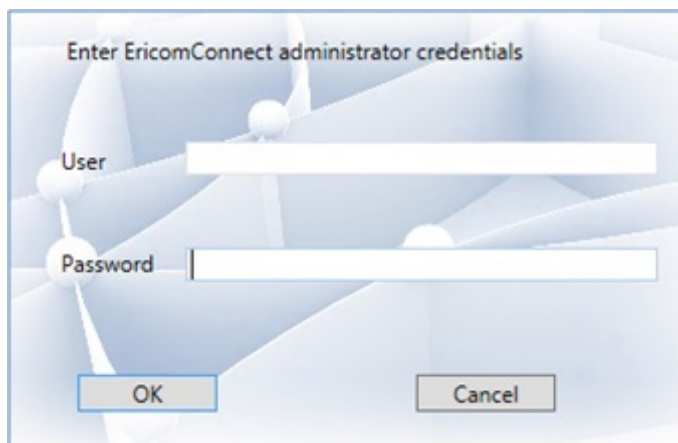 Enter EricomConnect administrator credentials
User
Password
OK Cancel